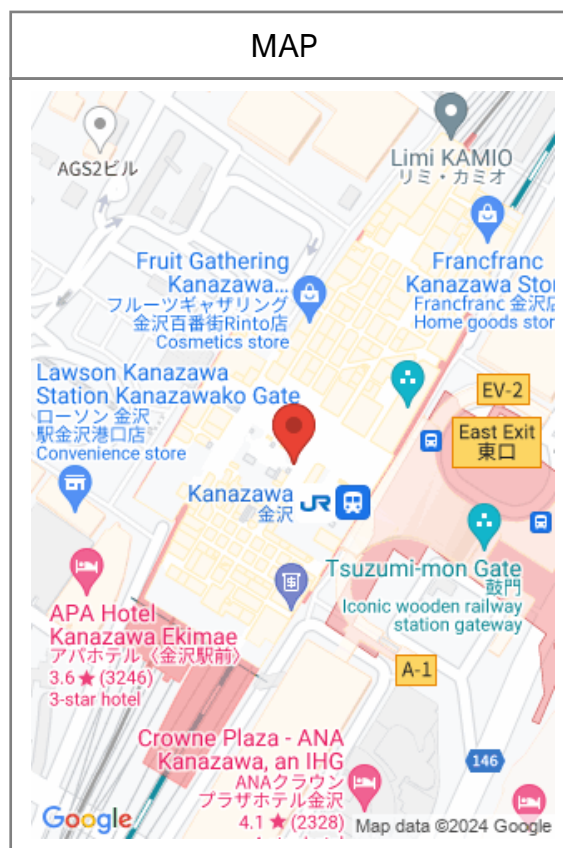 MAP
AGS2ビル
Limi KAMIO
リミ・カミオ
Fruit Gathering
Kanazawa...
フルーツギャザリング
金沢百番街Rinto店
Cosmetics store
Francfranc
Kanazawa Stor
Francfranc 金沢店
Home goods stor
Lawson Kanazawa
Station Kanazawako Gate
ローソン 金沢
駅金沢港口店
Convenience store
EV-2
East Exit
東口
Kanazawa
金沢
JR
Tsuzumi-mon Gate
鼓門
Iconic wooden railway
station gateway
APA Hotel
Kanazawa Ekimae
アパホテル〈金沢駅前〉
3.6★(3246)
3-star hotel
A-1
146
Crowne Plaza - ANA
Kanazawa, an IHG
ANAクラウン
プラザホテル金沢
4.1★(2328)
Google
Map data ©2024 Google